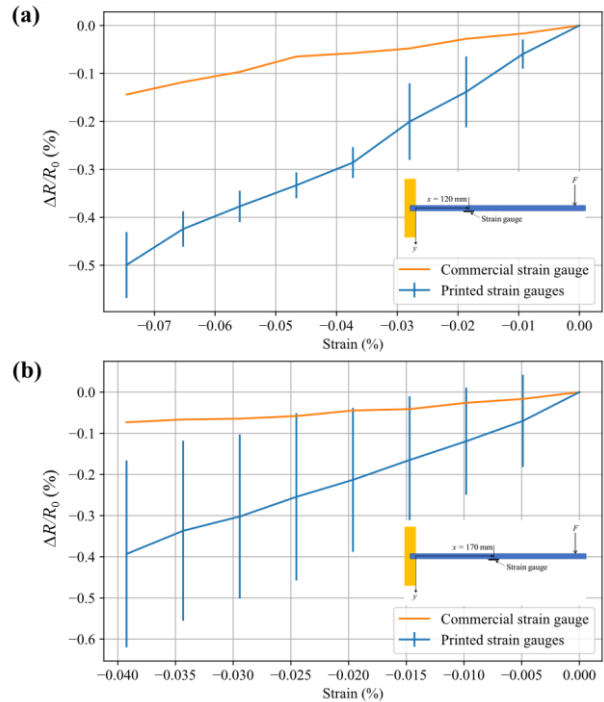 (a)
0.0
−0.1
−0.2
−0.3
−0.4
−0.5
ΔR/R0 (%)
x = 120 mm
F
Strain gauge
y
Commercial strain gauge
Printed strain gauges
−0.07 −0.06 −0.05 −0.04 −0.03 −0.02 −0.01 0.00
Strain (%)
(b)
0.0
−0.1
−0.2
−0.3
−0.4
−0.5
−0.6
ΔR/R0 (%)
x = 170 mm
F
Strain gauge
y
Commercial strain gauge
Printed strain gauges
−0.040 −0.035 −0.030 −0.025 −0.020 −0.015 −0.010 −0.005 0.000
Strain (%)